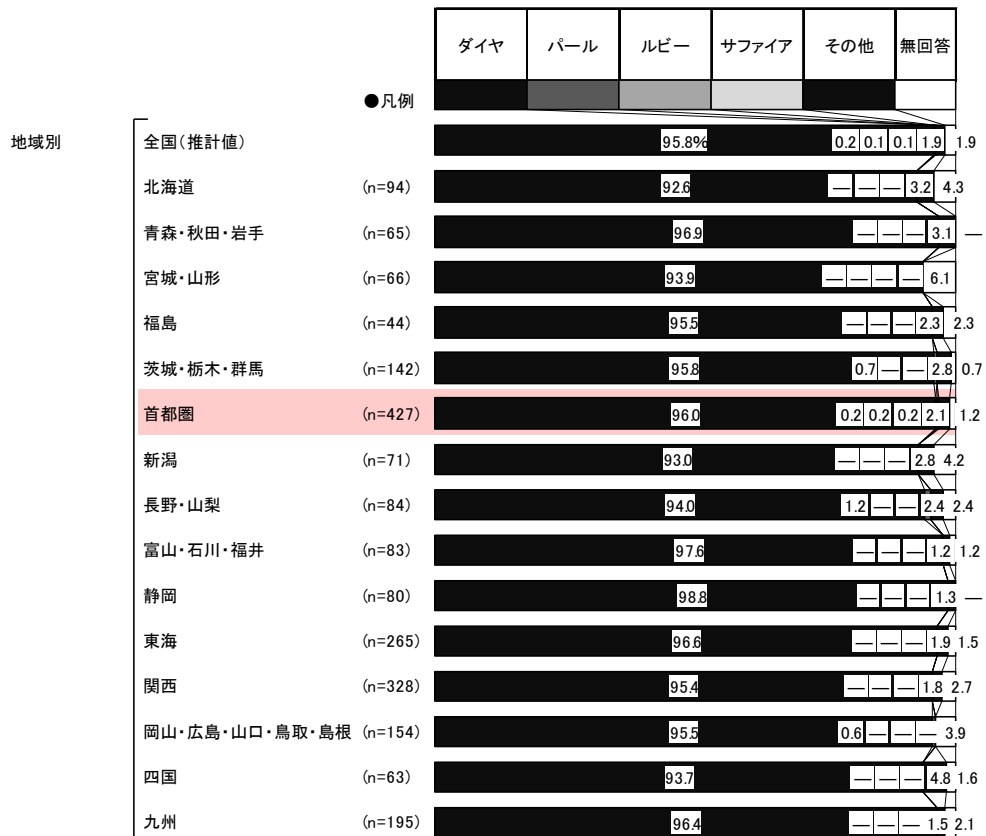 ダイヤ パール ルビー サファイア その他 無回答
●凡例
地域別 全国(推計値) 95.8% 0.2 0.1 0.1 1.9 1.9
北海道 (n=94) 92.6 — — — 3.2 4.3
青森・秋田・岩手 (n=65) 96.9 — — — 3.1 —
宮城・山形 (n=66) 93.9 — — — — 6.1
福島 (n=44) 95.5 — — — 2.3 2.3
茨城・栃木・群馬 (n=142) 95.8 0.7 — — 2.8 0.7
首都圏 (n=427) 96.0 0.2 0.2 0.2 2.1 1.2
新潟 (n=71) 93.0 — — — 2.8 4.2
長野・山梨 (n=84) 94.0 1.2 — — 2.4 2.4
富山・石川・福井 (n=83) 97.6 — — — 1.2 1.2
静岡 (n=80) 98.8 — — — 1.3 —
東海 (n=265) 96.6 — — — 1.9 1.5
関西 (n=328) 95.4 — — — 1.8 2.7
岡山・広島・山口・鳥取・島根 (n=154) 95.5 0.6 — — — 3.9
四国 (n=63) 93.7 — — — 4.8 1.6
九州 (n=195) 96.4 — — — 1.5 2.1